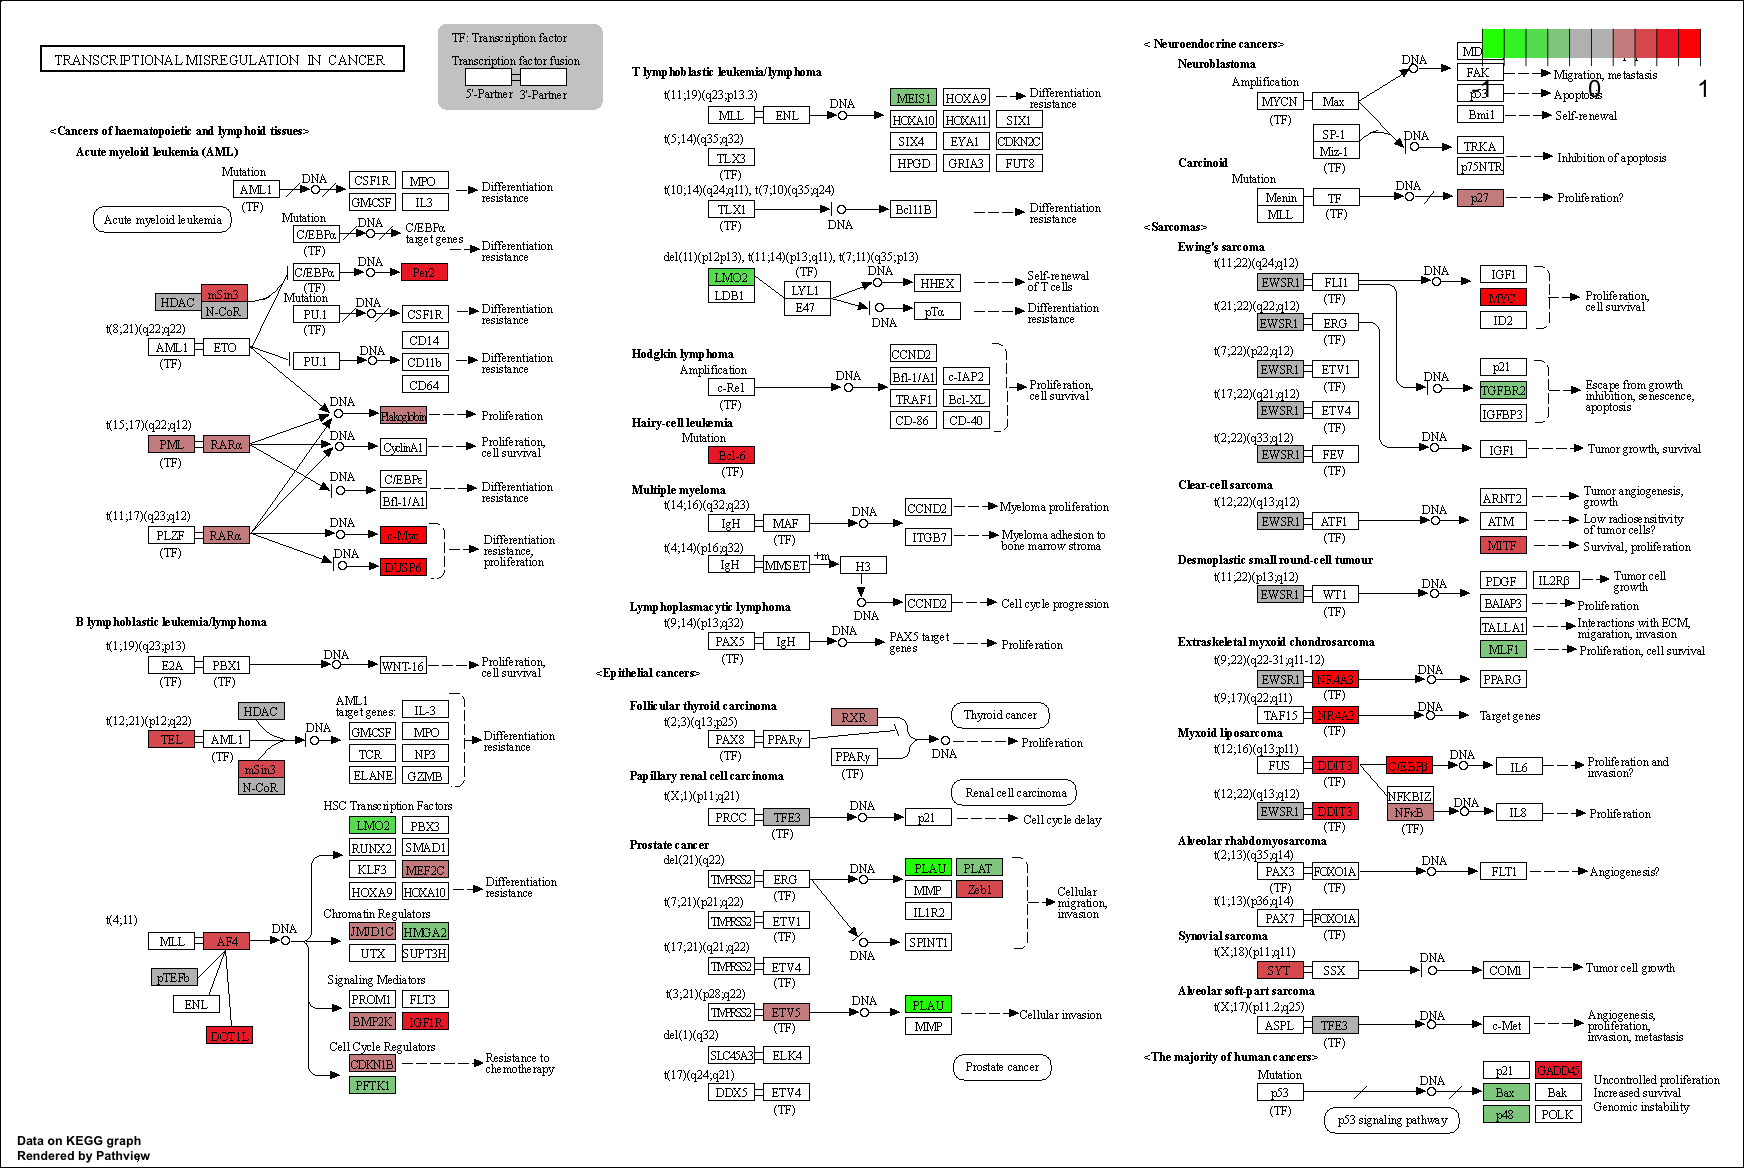 TRANSCRIPTIONAL MISREGULATION IN CANCER
TF: Transcription factor
Transcription factor fusion
5'-Partner 3'-Partner
<Cancers of haematopoietic and lymphoid tissues>
Acute myeloid leukemia (AML)
Mutation
AML1
(TF)
DNA
CSF1R MPO
GMCSF IL3
Differentiation
resistance
Acute myeloid leukemia
Mutation
C/EBPα
(TF)
DNA
C/EBPα
target genes
Differentiation
resistance
C/EBPα
(TF)
DNA
Per2
HDAC
mSin3
N-CoR
Mutation
PU.1
(TF)
DNA
CSF1R
Differentiation
resistance
t(8;21)(q22;q22)
AML1 ETO
(TF)
PU.1
DNA
CD14
CD11b
CD64
Differentiation
resistance
DNA
Plakoglobin
Proliferation
t(15;17)(q22;q12)
PML RARα
(TF)
DNA
CyclinA1
Proliferation,
cell survival
DNA
C/EBPε
Bfl-1/A1
Differentiation
resistance
t(11;17)(q23;q12)
PLZF RARα
(TF)
DNA
c-Myc
DNA
DUSP6
Differentiation
resistance,
proliferation
B lymphoblastic leukemia/lymphoma
t(1;19)(q23;p13)
E2A PBX1
(TF) (TF)
DNA
WNT-16
Proliferation,
cell survival
t(12;21)(p12;q22)
TEL AML1
(TF)
HDAC
mSin3
N-CoR
DNA
AML1
target genes:
IL-3
GMCSF MPO
TCR NP3
ELANE GZMB
Differentiation
resistance
HSC Transcription Factors
LMO2 PBX3
RUNX2 SMAD1
KLF3 MEF2C
HOXA9 HOXA10
Differentiation
resistance
t(4;11)
MLL AF4
DNA
pTEFb
ENL
DOT1L
Chromatin Regulators
JMJD1C HMGA2
UTX SUPT3H
Signaling Mediators
PROM1 FLT3
BMP2K IGF1R
Cell Cycle Regulators
CDKN1B
PFTK1
Resistance to
chemotherapy
T lymphoblastic leukemia/lymphoma
t(11;19)(q23;p13.3)
MLL ENL
DNA
MEIS1 HOXA9
HOXA10 HOXA11 SIX1
SIX4 EYA1 CDKN2C
HPGD GRIA3 FUT8
Differentiation
resistance
t(5;14)(q35;q32)
TLX3
(TF)
t(10;14)(q24;q11), t(7;10)(q35;q24)
TLX1
(TF)
DNA
Bcl11B
Differentiation
resistance
del(11)(p12p13), t(11;14)(p13;q11), t(7;11)(q35;p13)
LMO2
LDB1
(TF)
LYL1
E47
DNA
HHEX
Self-renewal
of T cells
DNA
pTα
Differentiation
resistance
Hodgkin lymphoma
Amplification
c-Rel
(TF)
DNA
CCND2
Bfl-1/A1 c-IAP2
TRAF1 Bcl-XL
CD-86 CD-40
Proliferation,
cell survival
Hairy-cell leukemia
Mutation
Bcl-6
(TF)
Multiple myeloma
t(14;16)(q32;q23)
IgH MAF
(TF)
DNA
CCND2
Myeloma proliferation
ITGB7
Myeloma adhesion to
bone marrow stroma
t(4;14)(p16;q32)
IgH MMSET
+m
H3
DNA
CCND2
Cell cycle progression
Lymphoplasmacytic lymphoma
t(9;14)(p13;q32)
PAX5 IgH
(TF)
DNA
PAX5 target
genes
Proliferation
<Epithelial cancers>
Follicular thyroid carcinoma
t(2;3)(q13;p25)
PAX8 PPARγ
(TF)
RXR
PPARγ
(TF)
Thyroid cancer
DNA
Proliferation
Papillary renal cell carcinoma
t(X;1)(p11;q21)
PRCC TFE3
(TF)
DNA
p21
Renal cell carcinoma
Cell cycle delay
Prostate cancer
del(21)(q22)
TMPRSS2 ERG
(TF)
DNA
PLAU PLAT
MMP Zeb1
IL1R2
Cellular
migration,
invasion
t(7;21)(p21;q22)
TMPRSS2 ETV1
(TF)
DNA
SPINT1
t(17;21)(q21;q22)
TMPRSS2 ETV4
(TF)
t(3;21)(p28;q22)
TMPRSS2 ETV5
(TF)
DNA
PLAU
MMP
Cellular invasion
del(1)(q32)
SLC45A3 ELK4
t(17)(q24;q21)
DDX5 ETV4
(TF)
Prostate cancer
< Neuroendocrine cancers>
Neuroblastoma
Amplification
MYCN Max
(TF)
DNA
MD
FAK
Migration, metastasis
p53
Apoptosis
Bmi1
Self-renewal
SP-1
Miz-1
(TF)
DNA
TRKA
p75NTR
Inhibition of apoptosis
-1 0 1
Carcinoid
Mutation
Menin TF
MLL (TF)
DNA
p27
Proliferation?
<Sarcomas>
Ewing's sarcoma
t(11;22)(q24;q12)
EWSR1 FLI1
(TF)
DNA
IGF1
MYC
ID2
Proliferation,
cell survival
t(21;22)(q22;q12)
EWSR1 ERG
(TF)
t(7;22)(p22;q12)
EWSR1 ETV1
(TF)
DNA
p21
TGFBR2
IGFBP3
Escape from growth
inhibition, senescence,
apoptosis
t(17;22)(q21;q12)
EWSR1 ETV4
(TF)
t(2;22)(q33;q12)
EWSR1 FEV
(TF)
DNA
IGF1
Tumor growth, survival
Clear-cell sarcoma
t(12;22)(q13;q12)
EWSR1 ATF1
(TF)
DNA
ARNT2
Tumor angiogenesis,
growth
ATM
Low radiosensitivity
of tumor cells?
MITF
Survival, proliferation
Desmoplastic small round-cell tumour
t(11;22)(p13;q12)
EWSR1 WT1
(TF)
DNA
PDGF IL2Rβ
Tumor cell
growth
BAIAP3
Proliferation
TALLA1
Interactions with ECM,
migaration, invasion
MLF1
Proliferation, cell survival
Extraskeletal myxoid chondrosarcoma
t(9;22)(q22-31;q11-12)
EWSR1 NR4A3
(TF)
DNA
PPARG
t(9;17)(q22;q11)
TAF15 NR4A3
(TF)
DNA
Target genes
Myxoid liposarcoma
t(12;16)(q13;p11)
FUS DDIT3
(TF)
C/EBPβ
DNA
IL6
Proliferation and
invasion?
t(12;22)(q13;q12)
EWSR1 DDIT3
(TF)
NFKBIZ
NFκB
(TF)
DNA
IL8
Proliferation
Alveolar rhabdomyosarcoma
t(2;13)(q35;q14)
PAX3 FOXO1A
(TF) (TF)
DNA
FLT1
Angiogenesis?
t(1;13)(p36;q14)
PAX7 FOXO1A
(TF)
Synovial sarcoma
t(X;18)(p11;q11)
SYT SSX
DNA
COM1
Tumor cell growth
Alveolar soft-part sarcoma
t(X;17)(p11.2;q25)
ASPL TFE3
(TF)
DNA
c-Met
Angiogenesis,
proliferation,
invasion, metastasis
<The majority of human cancers>
Mutation
p53
(TF)
DNA
p21 GADD45
Bax Bak
p48 POLK
Uncontrolled proliferation
Increased survival
Genomic instability
p53 signaling pathway
Data on KEGG graph
Rendered by Pathview